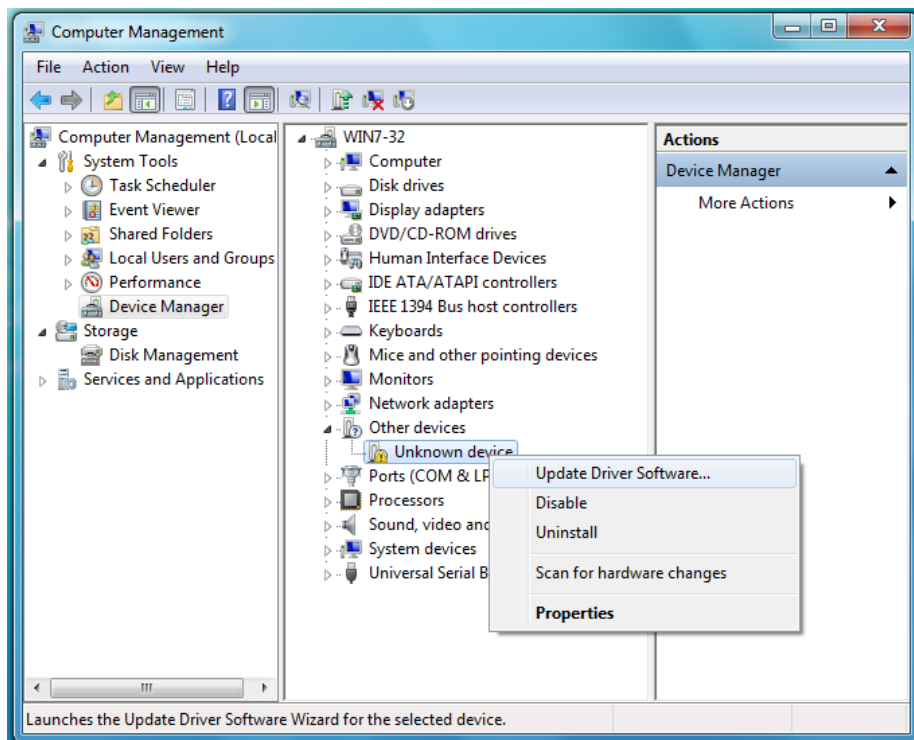 Computer Management
File Action View Help
Computer Management (Local
System Tools
Task Scheduler
Event Viewer
Shared Folders
Local Users and Groups
Performance
Device Manager
Storage
Disk Management
Services and Applications
WIN7-32
Computer
Disk drives
Display adapters
DVD/CD-ROM drives
Human Interface Devices
IDE ATA/ATAPI controllers
IEEE 1394 Bus host controllers
Keyboards
Mice and other pointing devices
Monitors
Network adapters
Other devices
Unknown device
Ports (COM & LP
Processors
Sound, video and
System devices
Universal Serial B
Update Driver Software...
Disable
Uninstall
Scan for hardware changes
Properties
Actions
Device Manager
More Actions
Launches the Update Driver Software Wizard for the selected device.